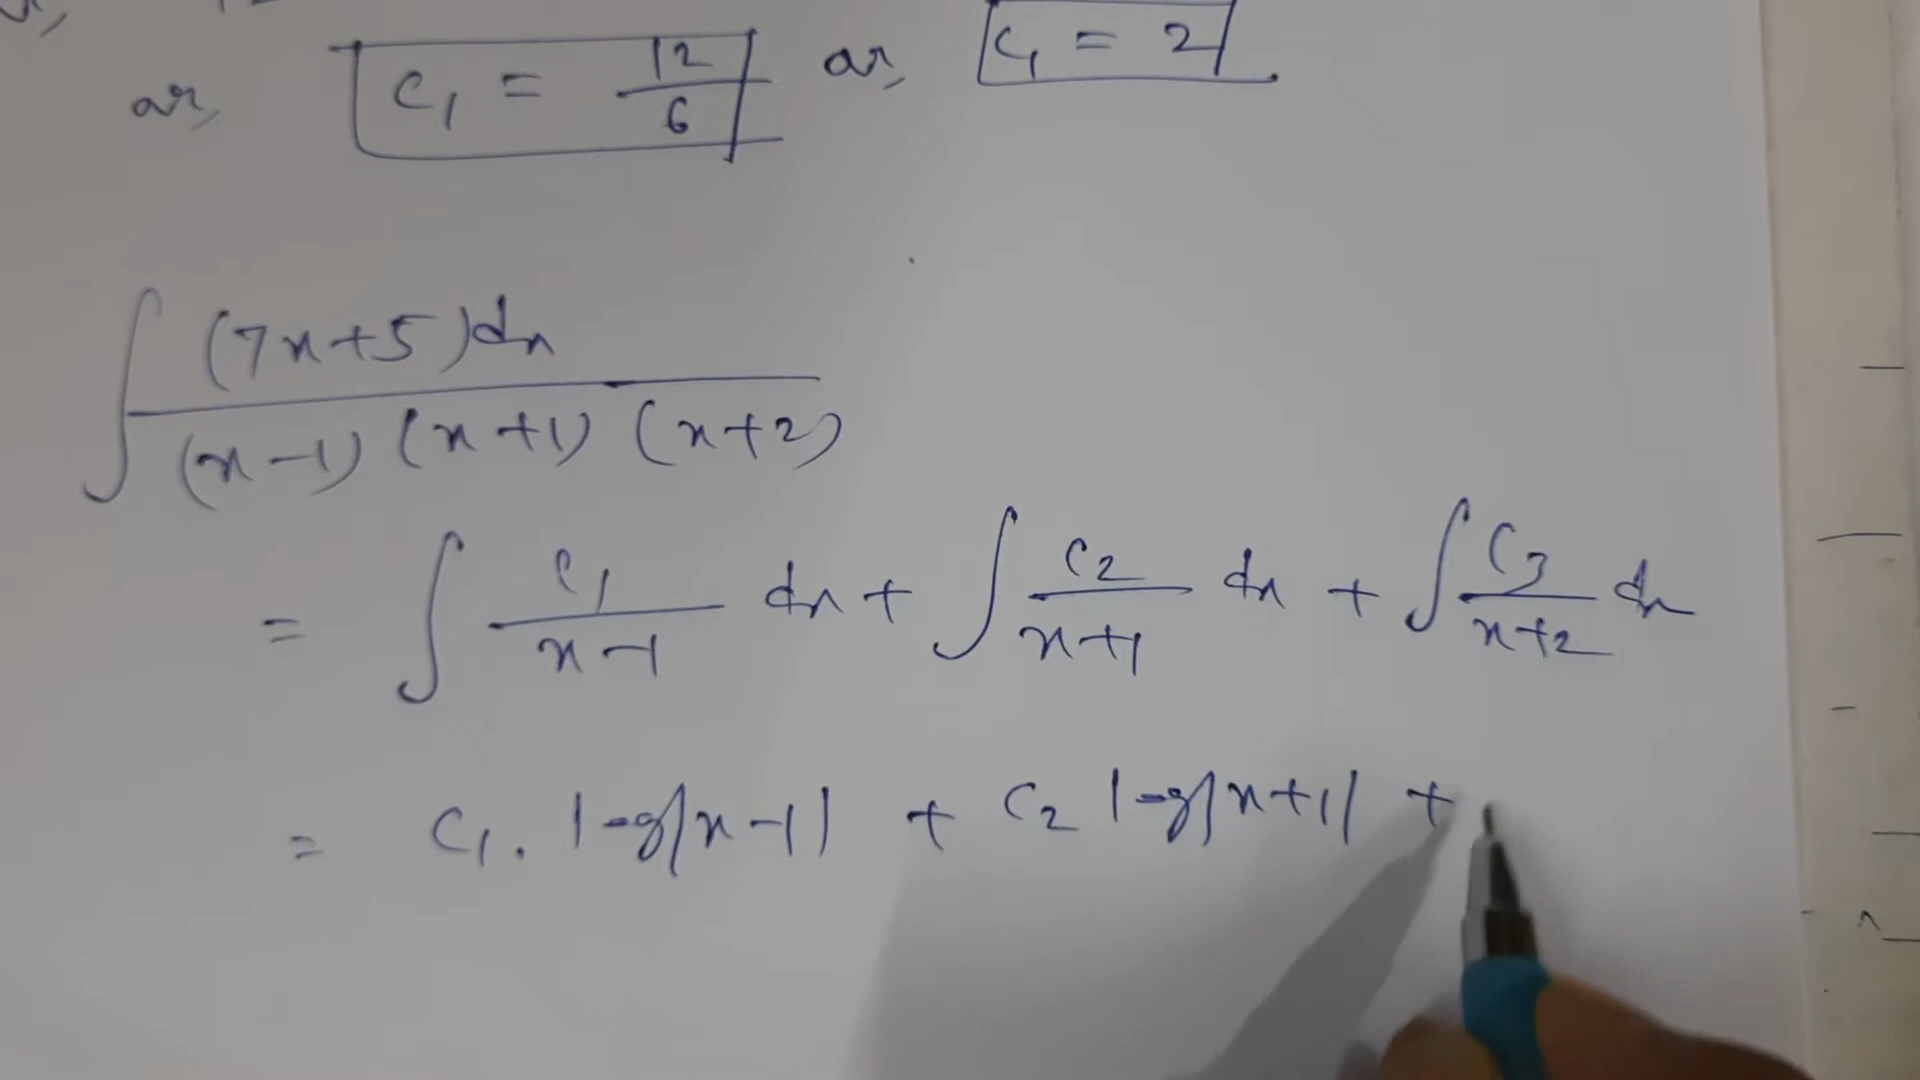 or, C₁ = 12/6 or, C₁ = 2
∫ (7x+5)dx / (x-1) (x+1) (x+2)
= ∫ C₁/(x-1) dx + ∫ C₂/(x+1) dx + ∫ C₃/(x+2) dx
= C₁. log|x-1| + C₂ log|x+1| +